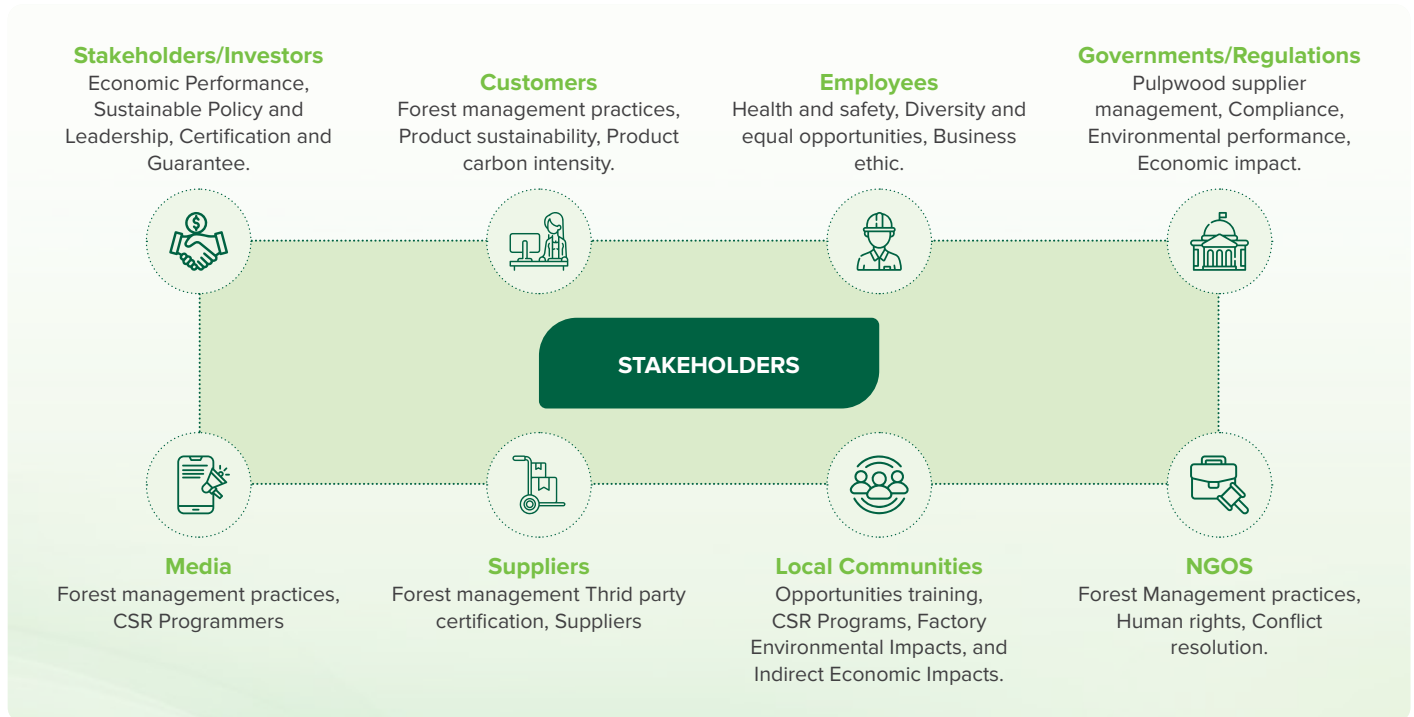 Stakeholders/Investors
Economic Performance,
Sustainable Policy and
Leadership, Certification and
Guarantee.
Customers
Forest management practices,
Product sustainability, Product
carbon intensity.
Employees
Health and safety, Diversity and
equal opportunities, Business
ethic.
Governments/Regulations
Pulpwood supplier
management, Compliance,
Environmental performance,
Economic impact.
$
STAKEHOLDERS
Media
Forest management practices,
CSR Programmers
Suppliers
Forest management Thrid party
certification, Suppliers
Local Communities
Opportunities training,
CSR Programs, Factory
Environmental Impacts, and
Indirect Economic Impacts.
NGOS
Forest Management practices,
Human rights, Conflict
resolution.